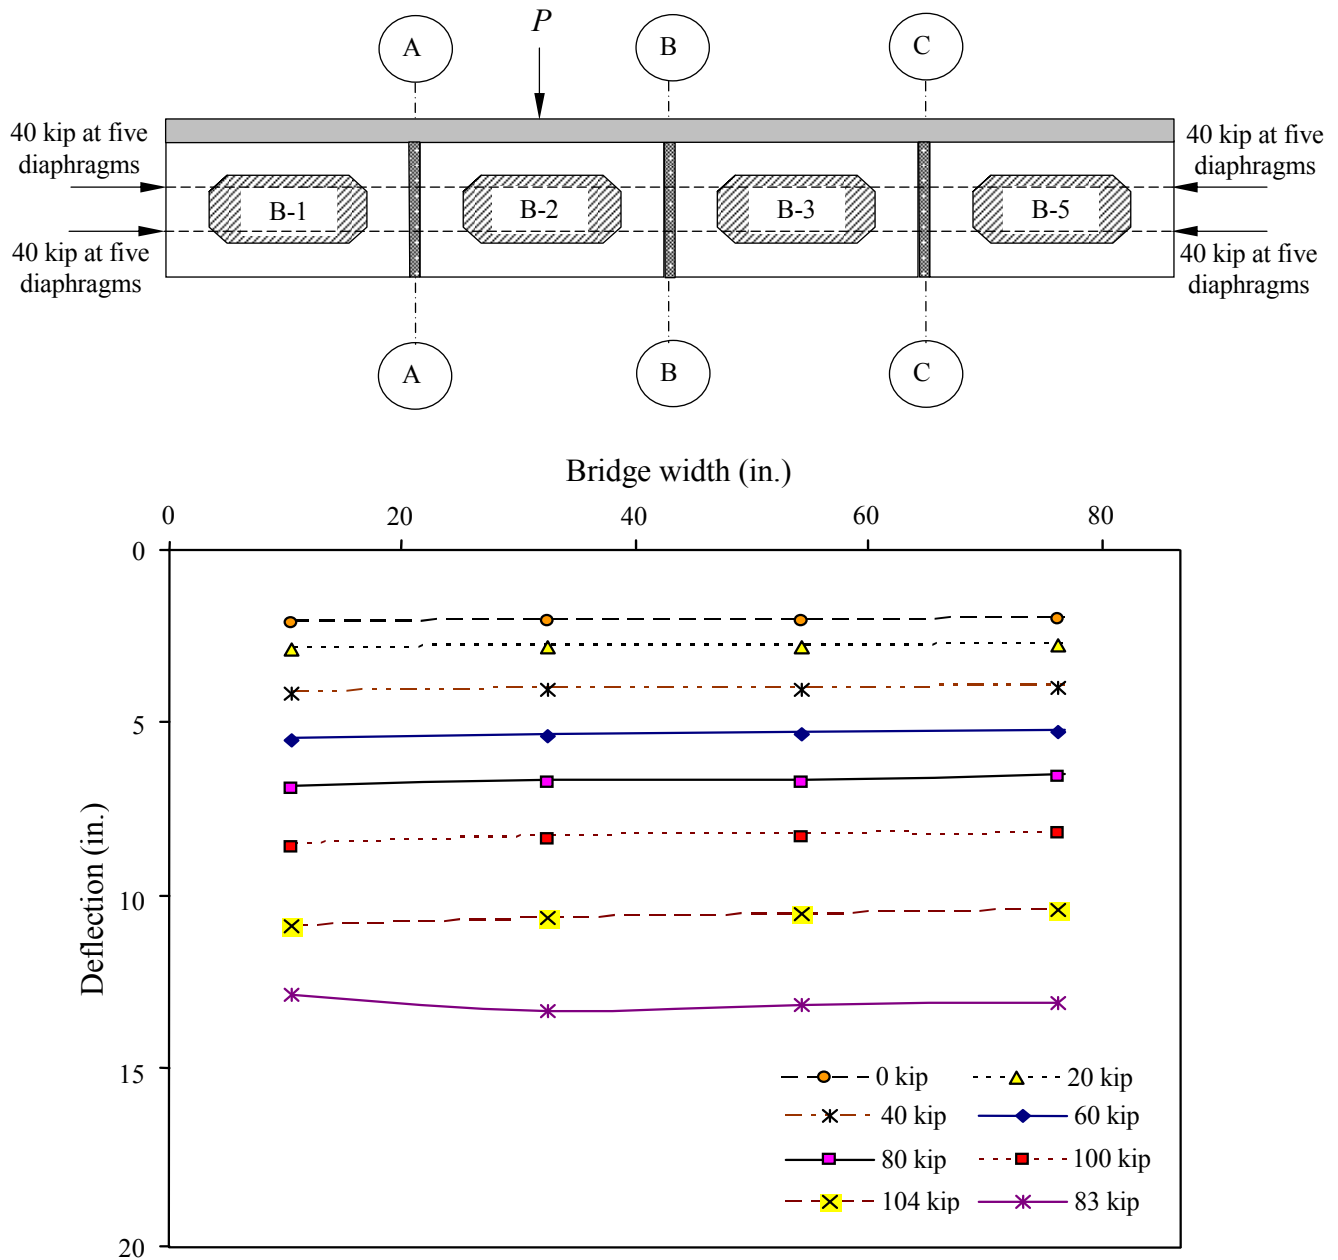 A
P
B
C
40 kip at five
diaphragms
40 kip at five
diaphragms
B-1
B-2
B-3
B-5
40 kip at five
diaphragms
40 kip at five
diaphragms
A
B
C
Bridge width (in.)
0
20
40
60
80
0
5
10
15
20
Deflection (in.)
0 kip
20 kip
40 kip
60 kip
80 kip
100 kip
104 kip
83 kip